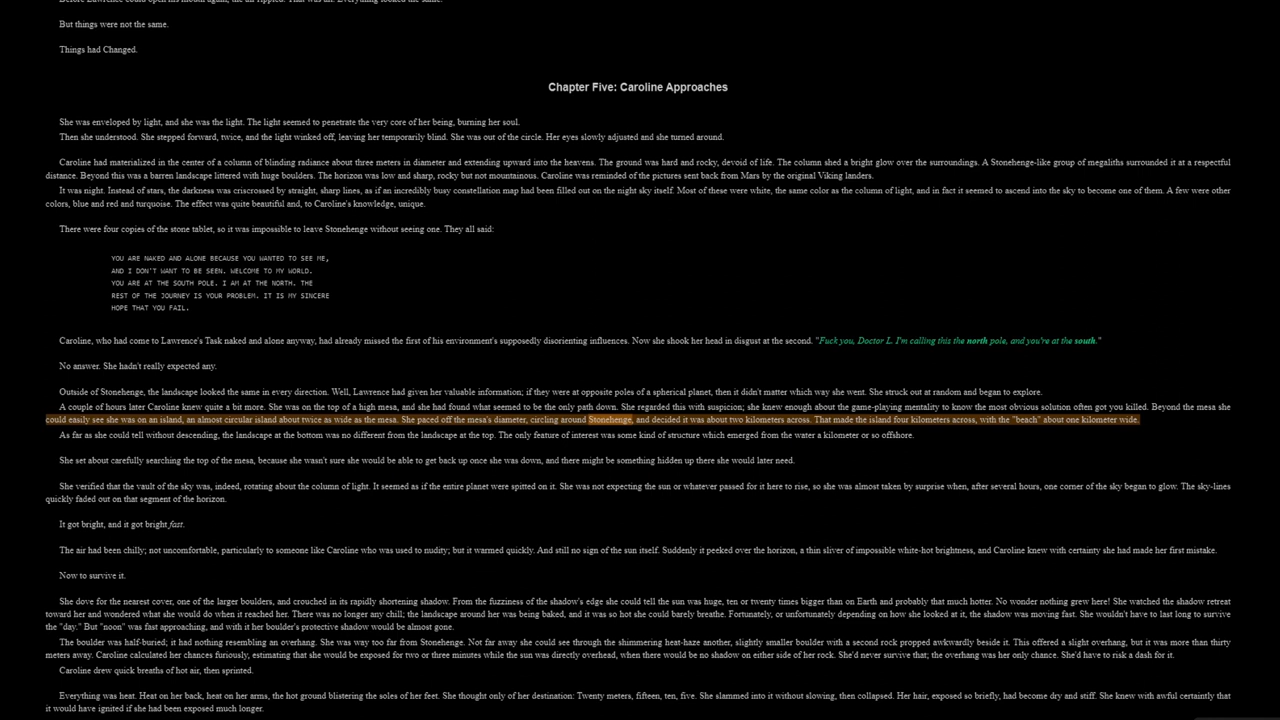 Before Lawrence could open his mouth again, the air rippled. That was all. Everything looked the same.
But things were not the same.
Things had Changed.
Chapter Five: Caroline Approaches
She was enveloped by light, and she was the light. The light seemed to penetrate the very core of her being, burning her soul.
Then she understood. She stepped forward, twice, and the light winked off, leaving her temporarily blind. She was out of the circle. Her eyes slowly adjusted and she turned around.
Caroline had materialized in the center of a column of blinding radiance about three meters in diameter and extending upward into the heavens. The ground was hard and rocky, devoid of life. The column shed a bright glow over the surroundings. A Stonehenge-like group of megaliths surrounded it at a respectful
distance. Beyond this was a barren landscape littered with huge boulders. The horizon was low and sharp, rocky but not mountainous. Caroline was reminded of the pictures sent back from Mars by the original Viking landers.
It was night. Instead of stars, the darkness was crisscrossed by straight, sharp lines, as if an incredibly busy constellation map had been filled out on the night sky itself. Most of these were white, the same color as the column of light, and in fact it seemed to ascend into the sky to become one of them. A few were other
colors, blue and red and turquoise. The effect was quite beautiful and, to Caroline's knowledge, unique.
There were four copies of the stone tablet, so it was impossible to leave Stonehenge without seeing one. They all said:
YOU ARE NAKED AND ALONE BECAUSE YOU WANTED TO SEE ME,
AND I DON'T WANT TO BE SEEN. WELCOME TO MY WORLD.
YOU ARE AT THE SOUTH POLE. I AM AT THE NORTH. THE
REST OF THE JOURNEY IS YOUR PROBLEM. IT IS MY SINCERE
HOPE THAT YOU FAIL.
Caroline, who had come to Lawrence's Task naked and alone anyway, had already missed the first of his environment's supposedly disorienting influences. Now she shook her head in disgust at the second. "Fuck you, Doctor L. I'm calling this the north pole, and you're at the south."
No answer. She hadn't really expected any.
Outside of Stonehenge, the landscape looked the same in every direction. Well, Lawrence had given her valuable information; if they were at opposite poles of a spherical planet, then it didn't matter which way she went. She struck out at random and began to explore.
A couple of hours later Caroline knew quite a bit more. She was on the top of a high mesa, and she had found what seemed to be the only path down. She regarded this with suspicion; she knew enough about the game-playing mentality to know the most obvious solution often got you killed. Beyond the mesa she
could easily see she was on an island, an almost circular island about twice as wide as the mesa. She paced off the mesa's diameter, circling around Stonehenge, and decided it was about two kilometers across. That made the island four kilometers across, with the "beach" about one kilometer wide.
As far as she could tell without descending, the landscape at the bottom was no different from the landscape at the top. The only feature of interest was some kind of structure which emerged from the water a kilometer or so offshore.
She set about carefully searching the top of the mesa, because she wasn't sure she would be able to get back up once she was down, and there might be something hidden up there she would later need.
She verified that the vault of the sky was, indeed, rotating about the column of light. It seemed as if the entire planet were spitted on it. She was not expecting the sun or whatever passed for it here to rise, so she was almost taken by surprise when, after several hours, one corner of the sky began to glow. The sky-lines
quickly faded out on that segment of the horizon.
It got bright, and it got bright fast.
The air had been chilly; not uncomfortable, particularly to someone like Caroline who was used to nudity; but it warmed quickly. And still no sign of the sun itself. Suddenly it peeked over the horizon, a thin sliver of impossible white-hot brightness, and Caroline knew with certainty she had made her first mistake.
Now to survive it.
She dove for the nearest cover, one of the larger boulders, and crouched in its rapidly shortening shadow. From the fuzziness of the shadow's edge she could tell the sun was huge, ten or twenty times bigger than on Earth and probably that much hotter. No wonder nothing grew here! She watched the shadow retreat
toward her and wondered what she would do when it reached her. There was no longer any chill; the landscape around her was being baked, and it was so hot she could barely breathe. Fortunately, or unfortunately depending on how she looked at it, the shadow was moving fast. She wouldn't have to last long to survive
the "day." But "noon" was fast approaching, and with it her boulder's protective shadow would be almost gone.
The boulder was half-buried; it had nothing resembling an overhang. She was way too far from Stonehenge. Not far away she could see through the shimmering heat-haze another, slightly smaller boulder with a second rock propped awkwardly beside it. This offered a slight overhang, but it was more than thirty
meters away. Caroline calculated her chances furiously, estimating that she would be exposed for two or three minutes while the sun was directly overhead, when there would be no shadow on either side of her rock. She'd never survive that; the overhang was her only chance. She'd have to risk a dash for it.
Caroline drew quick breaths of hot air, then sprinted.
Everything was heat. Heat on her back, heat on her arms, the hot ground blistering the soles of her feet. She thought only of her destination: Twenty meters, fifteen, ten, five. She slammed into it without slowing, then collapsed. Her hair, exposed so briefly, had become dry and stiff. She knew with awful certainty that
it would have ignited if she had been exposed much longer.